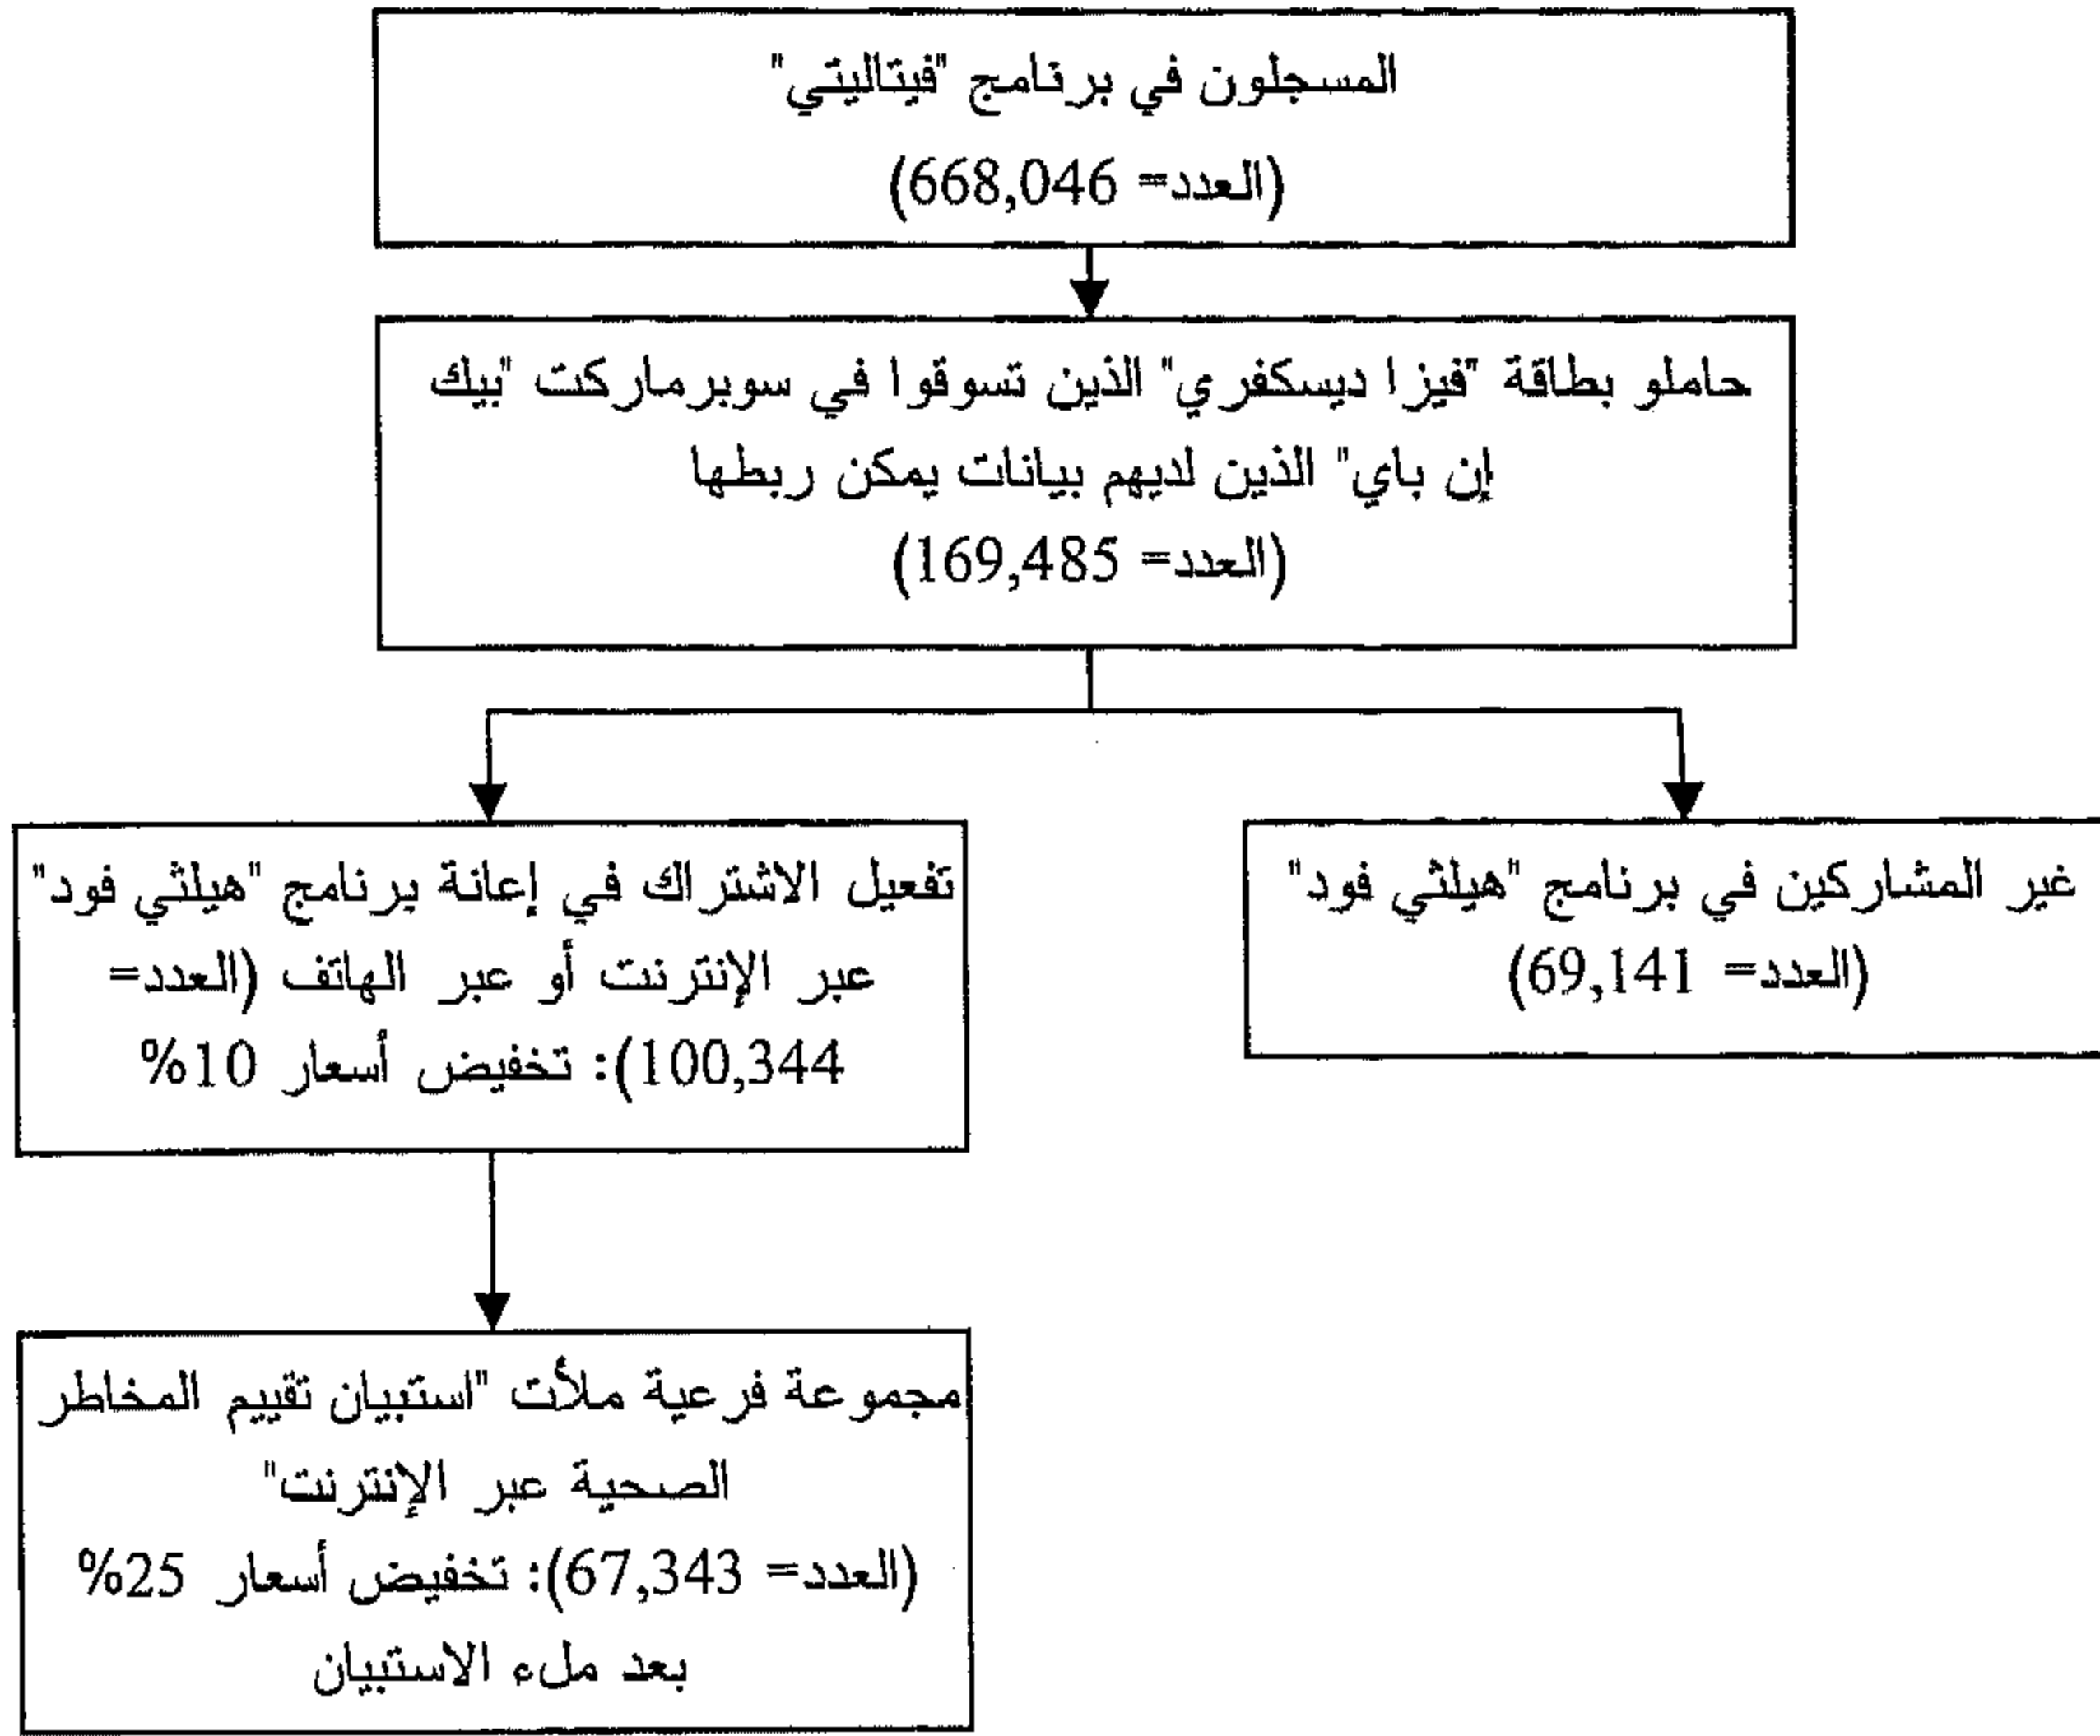 المسجلون في برنامج "فيتاليتي"
(العدد= 668,046)
حاملو بطاقة "فيزا ديسكفري" الذين تسوقوا في سوبرماركت "بيك
إن باي" الذين لديهم بيانات يمكن ربطها
(العدد= 169,485)
غير المشاركين في برنامج "هيلثي فود"
(العدد= 69,141)
تفعيل الاشتراك في إعانة برنامج "هيلثي فود"
عبر الإنترنت أو عبر الهاتف (العدد=
100,344): تخفيض أسعار 10%
مجموعة فرعية ملأت "استبيان تقييم المخاطر
الصحية عبر الإنترنت"
(العدد= 67,343): تخفيض أسعار 25%
بعد ملء الاستبيان